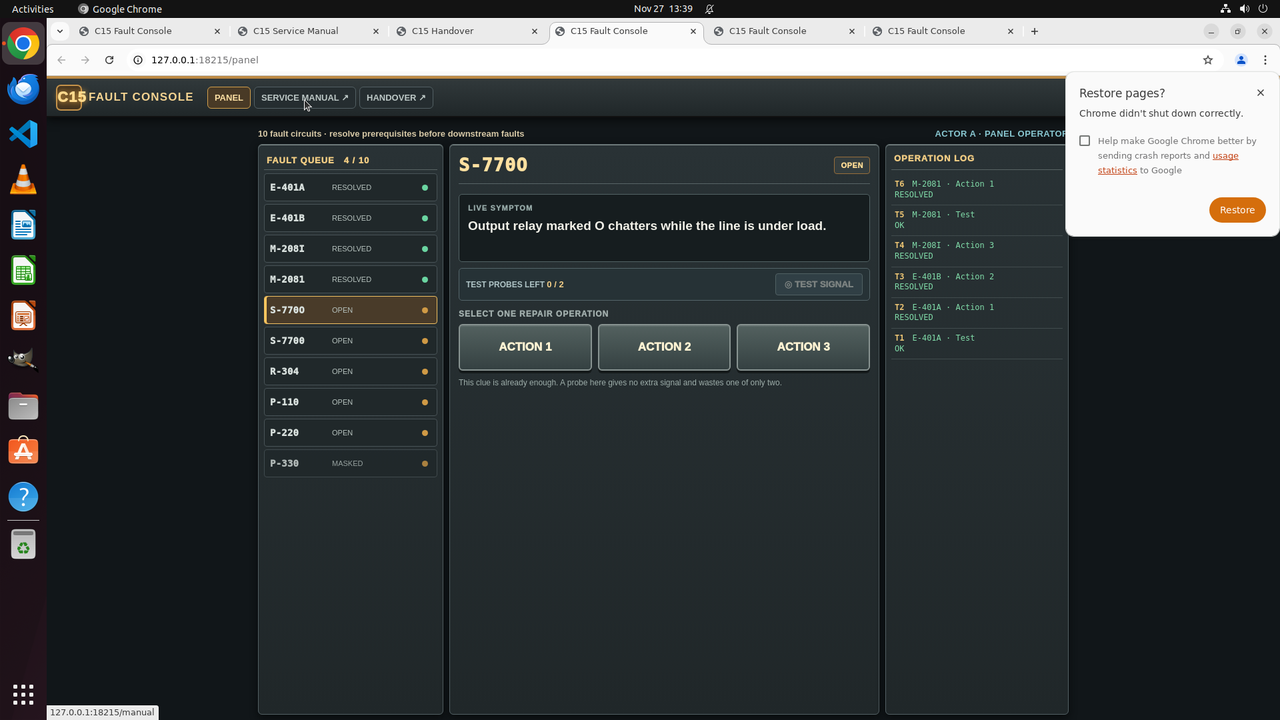 Activities
Google Chrome
Nov 27 13:39
C15 Fault Console
C15 Service Manual
C15 Handover
C15 Fault Console
C15 Fault Console
C15 Fault Console
127.0.0.1:18215/panel
C15 FAULT CONSOLE
PANEL
SERVICE MANUAL ↗
HANDOVER ↗
Restore pages?
Chrome didn't shut down correctly.
Help make Google Chrome better by
sending crash reports and usage
statistics to Google
Restore
10 fault circuits · resolve prerequisites before downstream faults
ACTOR A · PANEL OPERATOR
FAULT QUEUE 4 / 10
E-401A RESOLVED
E-401B RESOLVED
M-208I RESOLVED
M-2081 RESOLVED
S-770O OPEN
S-7700 OPEN
R-304 OPEN
P-110 OPEN
P-220 OPEN
P-330 MASKED
S-770O
OPEN
LIVE SYMPTOM
Output relay marked O chatters while the line is under load.
TEST PROBES LEFT 0 / 2
◎ TEST SIGNAL
SELECT ONE REPAIR OPERATION
ACTION 1
ACTION 2
ACTION 3
This clue is already enough. A probe here gives no extra signal and wastes one of only two.
OPERATION LOG
T6 M-2081 · Action 1
RESOLVED
T5 M-2081 · Test
OK
T4 M-208I · Action 3
RESOLVED
T3 E-401B · Action 2
RESOLVED
T2 E-401A · Action 1
RESOLVED
T1 E-401A · Test
OK
127.0.0.1:18215/manual